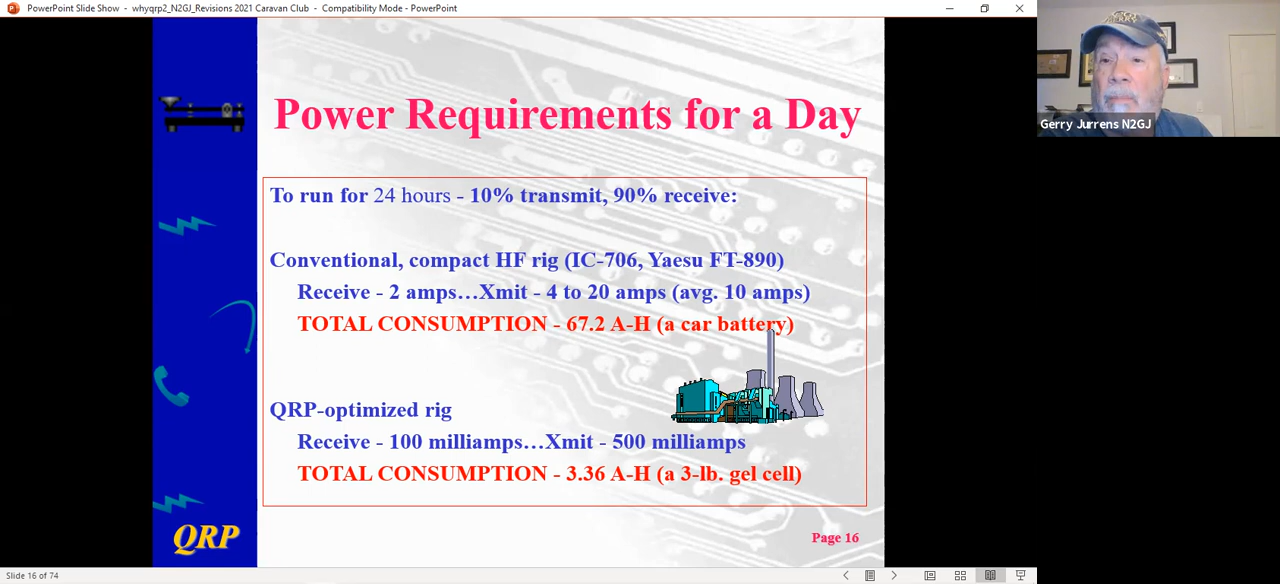 PowerPoint Slide Show - whyqrp2_N2GJ_Revisions 2021 Caravan Club - Compatibility Mode - PowerPoint
Gerry Jurrens N2GJ
Power Requirements for a Day
To run for 24 hours - 10% transmit, 90% receive:
Conventional, compact HF rig (IC-706, Yaesu FT-890)
Receive - 2 amps…Xmit - 4 to 20 amps (avg. 10 amps)
TOTAL CONSUMPTION - 67.2 A-H (a car battery)
QRP-optimized rig
Receive - 100 milliamps…Xmit - 500 milliamps
TOTAL CONSUMPTION - 3.36 A-H (a 3-lb. gel cell)
QRP
Page 16
Slide 16 of 74